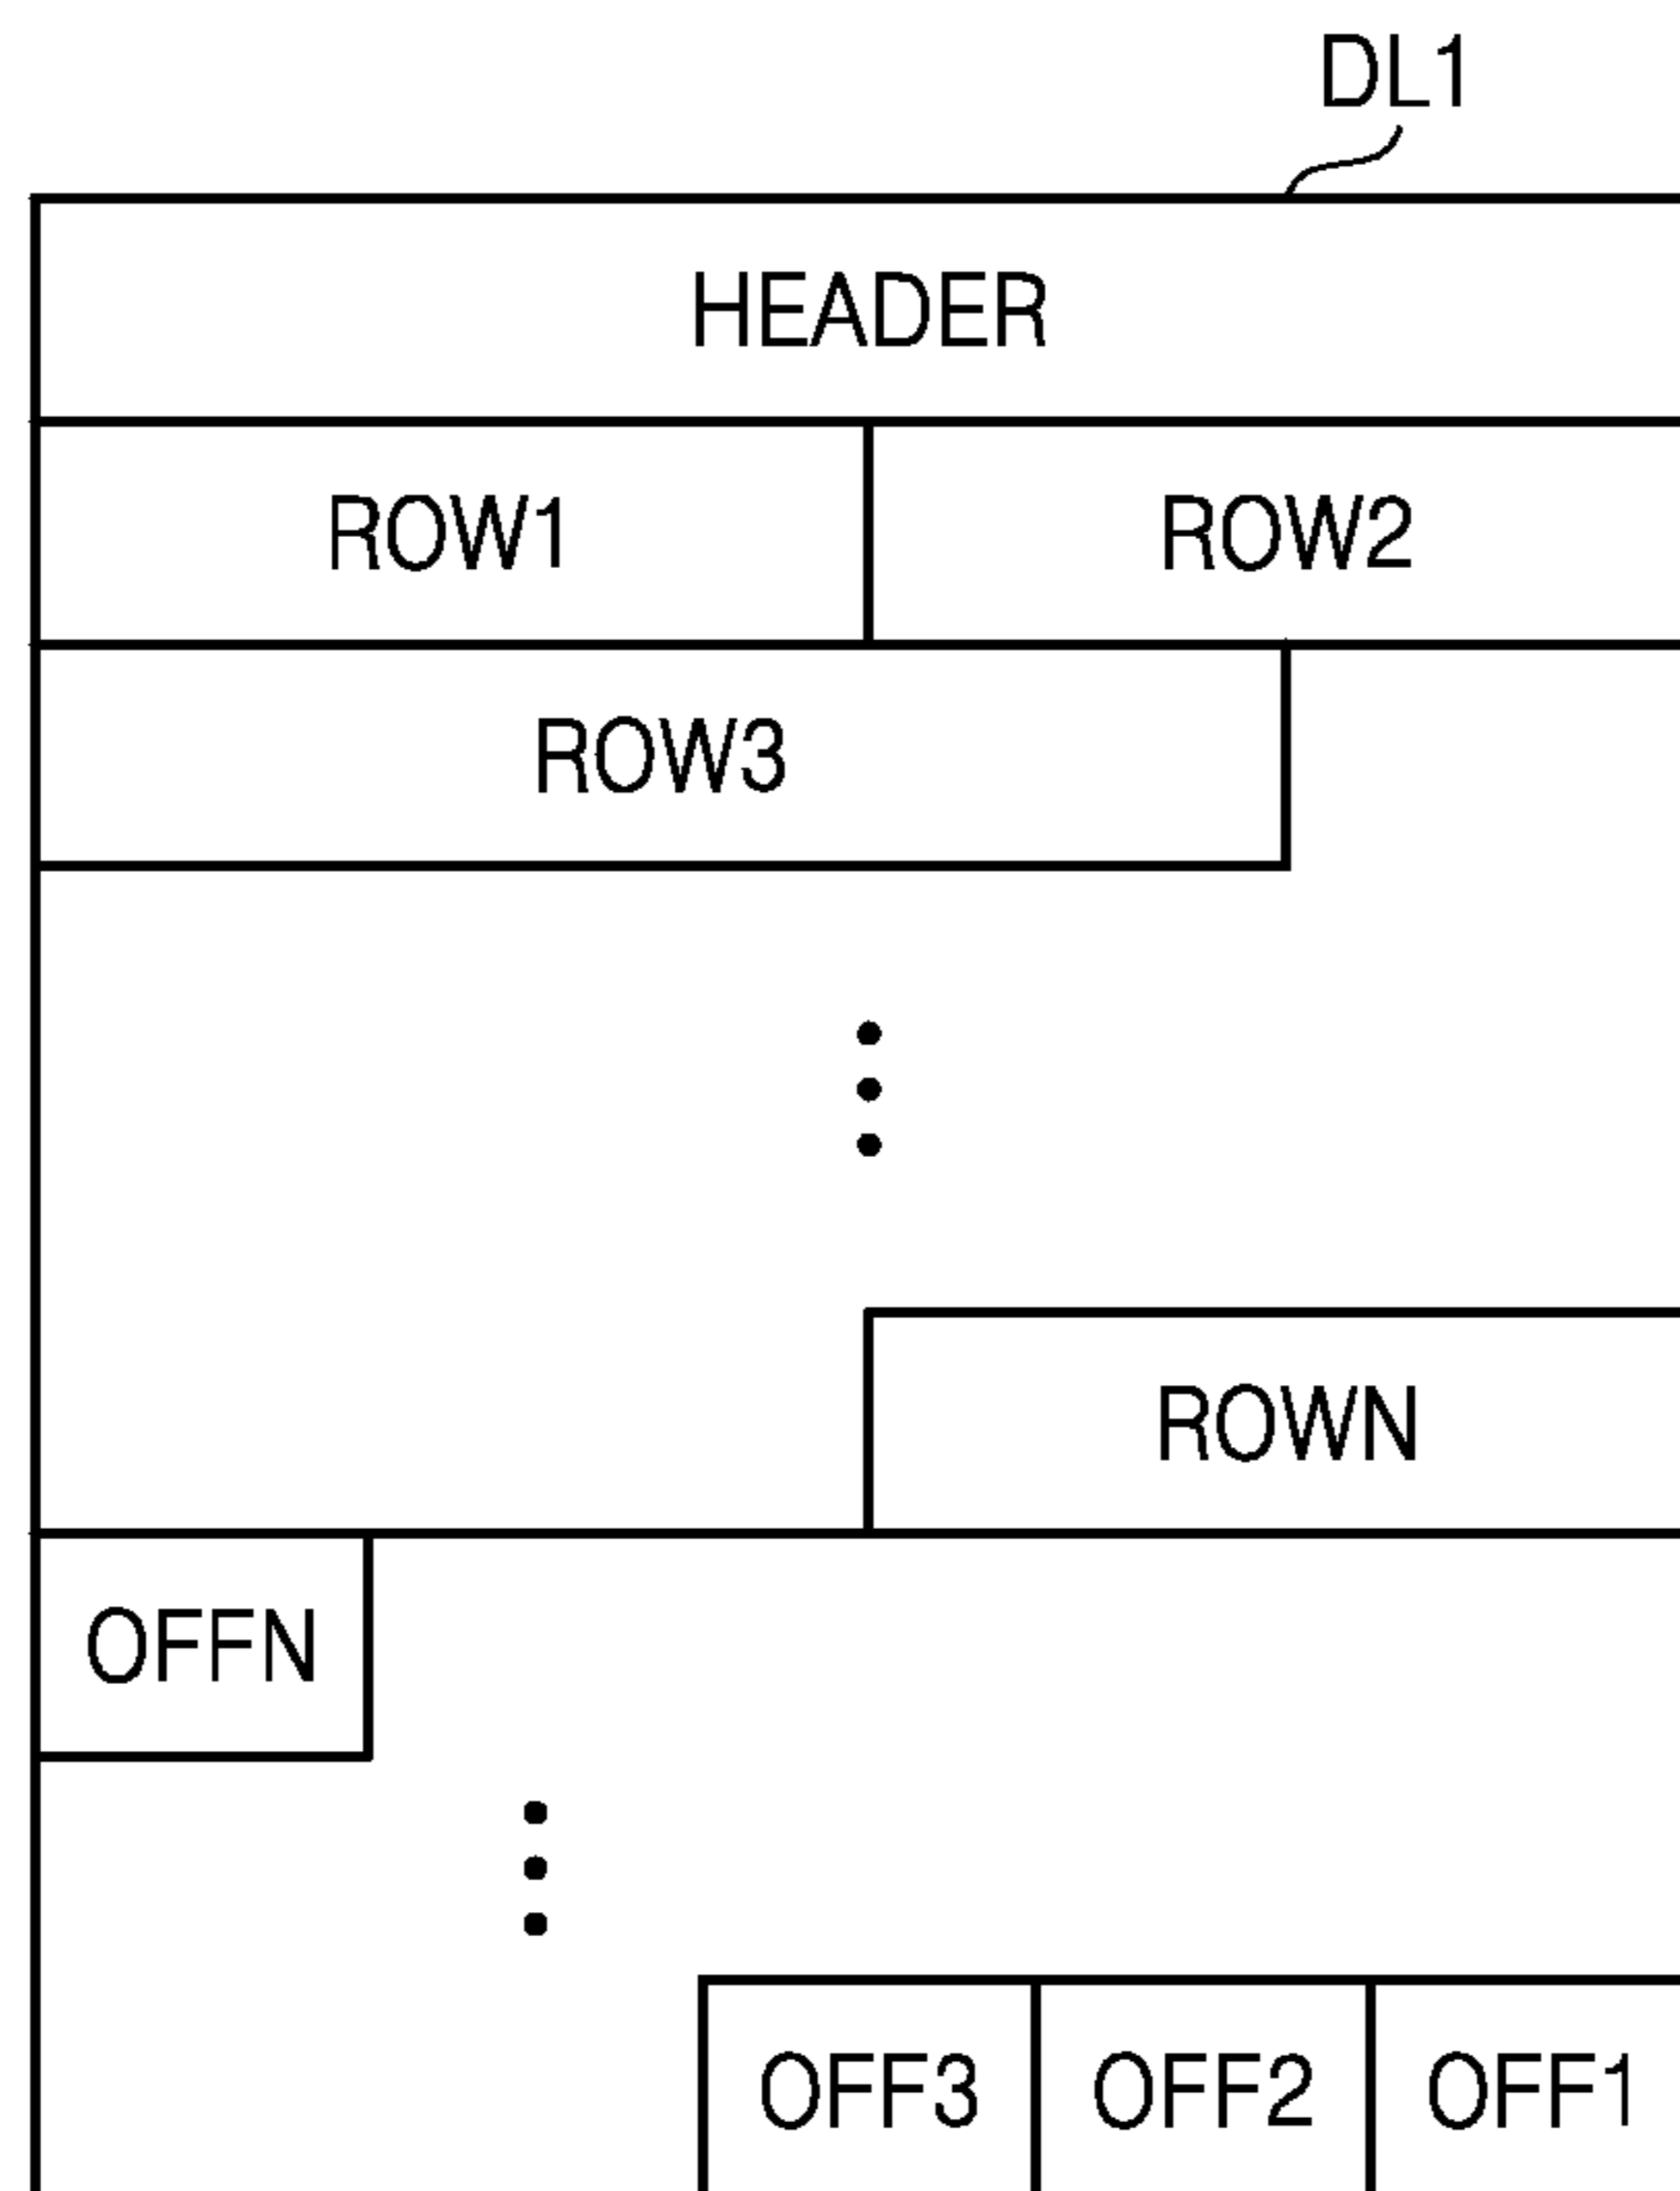 DL1
HEADER
ROW1 ROW2
ROW3
ROWN
OFFN
OFF3 OFF2 OFF1